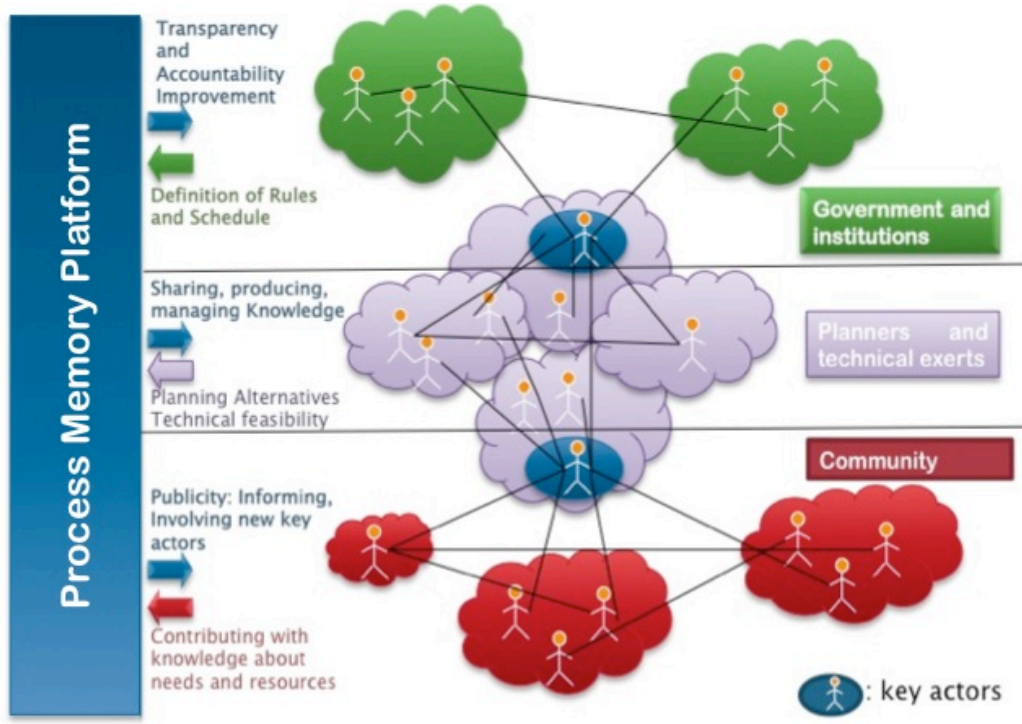 Process Memory Platform
Transparency
and
Accountability
Improvement
Definition of Rules
and Schedule
Government and
institutions
Sharing, producing,
managing Knowledge
Planning Alternatives
Technical feasibility
Planners and
technical exerts
Community
Publicity: Informing,
Involving new key
actors
Contributing with
knowledge about
needs and resources
: key actors